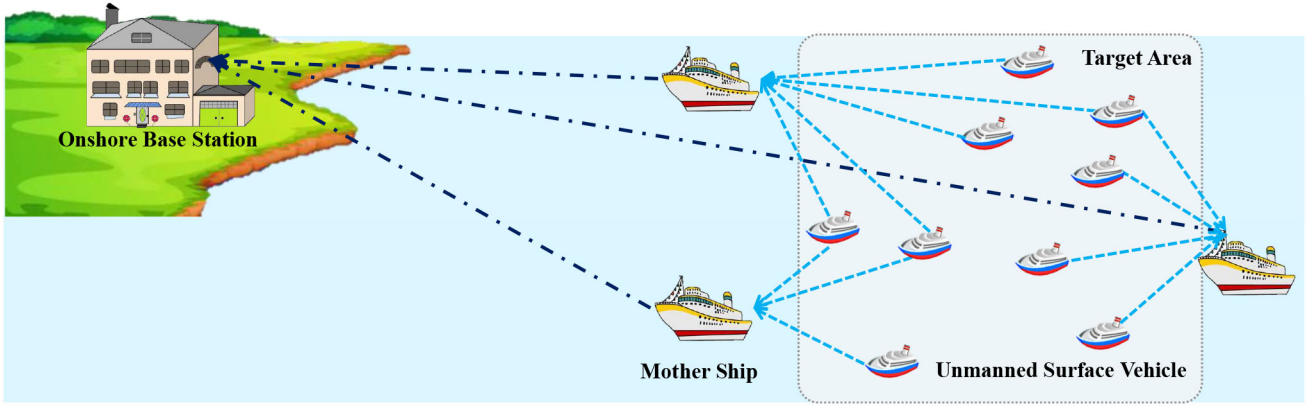 Target Area
Onshore Base Station
Mother Ship
Unmanned Surface Vehicle